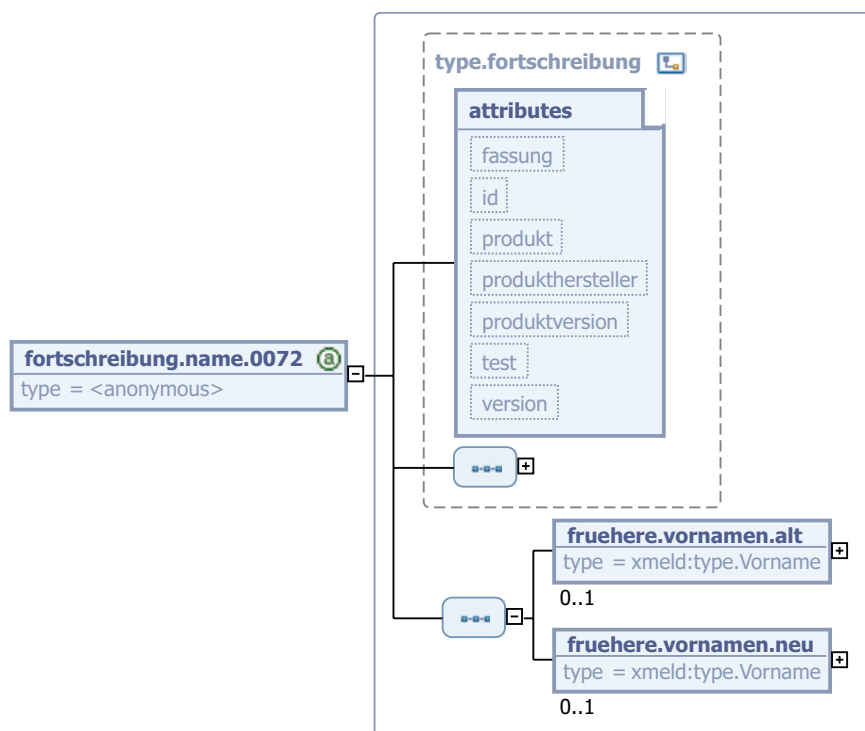 type.fortschreibung
attributes
fassung
id
produkt
produkthersteller
produktversion
test
version
fortschreibung.name.0072
type = <anonymous>
fruehere.vornamen.alt
type = xmeld:type.Vorname
0..1
fruehere.vornamen.neu
type = xmeld:type.Vorname
0..1